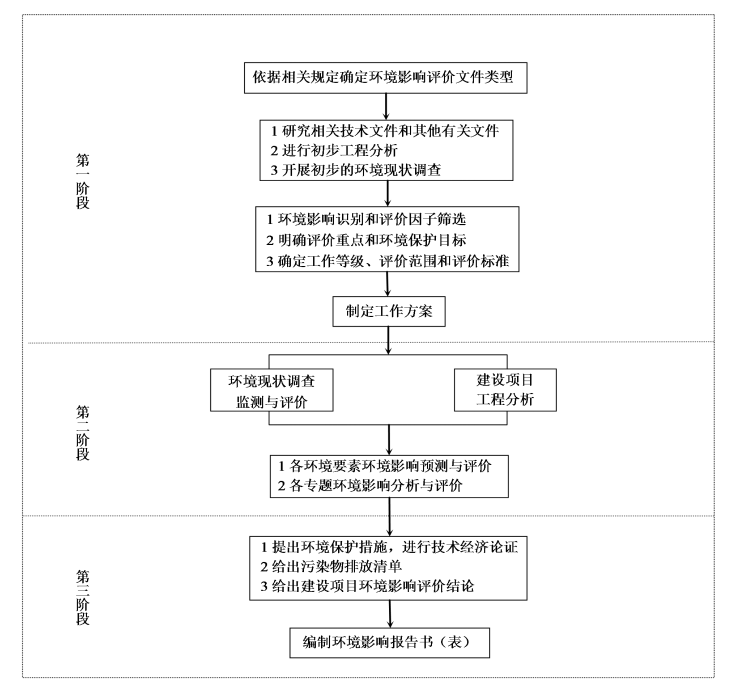 依据相关规定确定环境影响评价文件类型
1 研究相关技术文件和其他有关文件
2 进行初步工程分析
3 开展初步的环境现状调查
第一阶段
1 环境影响识别和评价因子筛选
2 明确评价重点和环境保护目标
3 确定工作等级、评价范围和评价标准
制定工作方案
环境现状调查
监测与评价
建设项目
工程分析
第二阶段
1 各环境要素环境影响预测与评价
2 各专题环境影响分析与评价
1 提出环境保护措施，进行技术经济论证
2 给出污染物排放清单
3 给出建设项目环境影响评价结论
第三阶段
编制环境影响报告书（表）